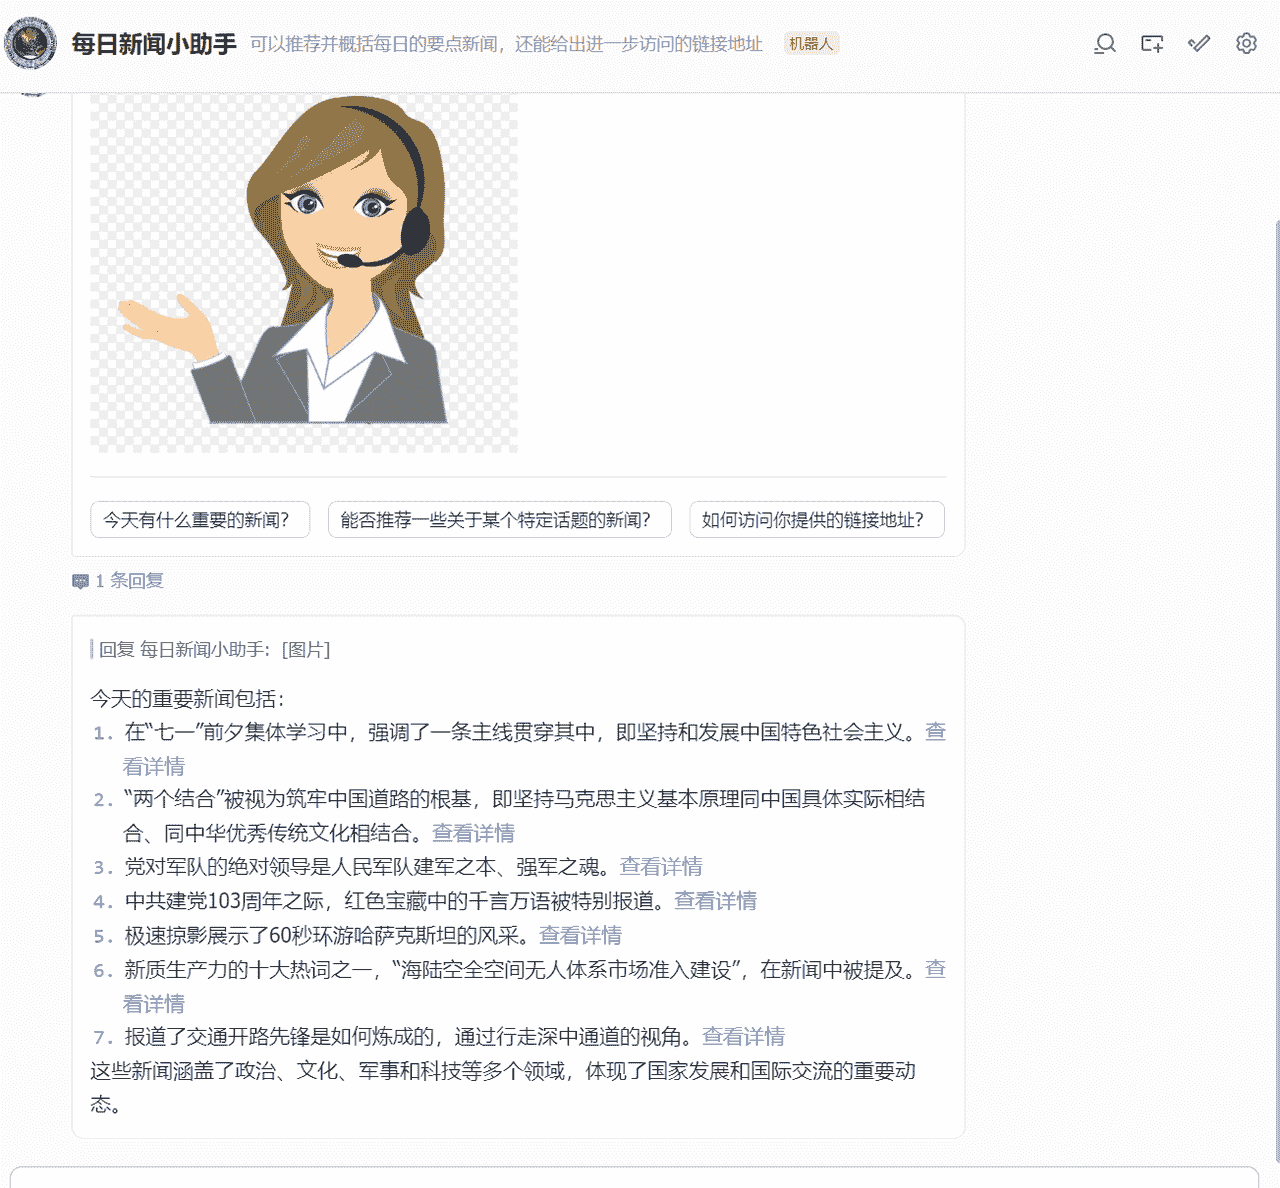 每日新闻小助手 可以推荐并概括每日的要点新闻，还能给出进一步访问的链接地址 机器人
今天有什么重要的新闻？ 能否推荐一些关于某个特定话题的新闻？ 如何访问你提供的链接地址？
1 条回复
回复 每日新闻小助手：[图片]
今天的重要新闻包括：
1. 在“七一”前夕集体学习中，强调了一条主线贯穿其中，即坚持和发展中国特色社会主义。查
看详情
2. “两个结合”被视为筑牢中国道路的根基，即坚持马克思主义基本原理同中国具体实际相结
合、同中华优秀传统文化相结合。查看详情
3. 党对军队的绝对领导是人民军队建军之本、强军之魂。查看详情
4. 中共建党103周年之际，红色宝藏中的千言万语被特别报道。查看详情
5. 极速掠影展示了60秒环游哈萨克斯坦的风采。查看详情
6. 新质生产力的十大热词之一，“海陆空全空间无人体系市场准入建设”，在新闻中被提及。查
看详情
7. 报道了交通开路先锋是如何炼成的，通过行走深中通道的视角。查看详情
这些新闻涵盖了政治、文化、军事和科技等多个领域，体现了国家发展和国际交流的重要动
态。